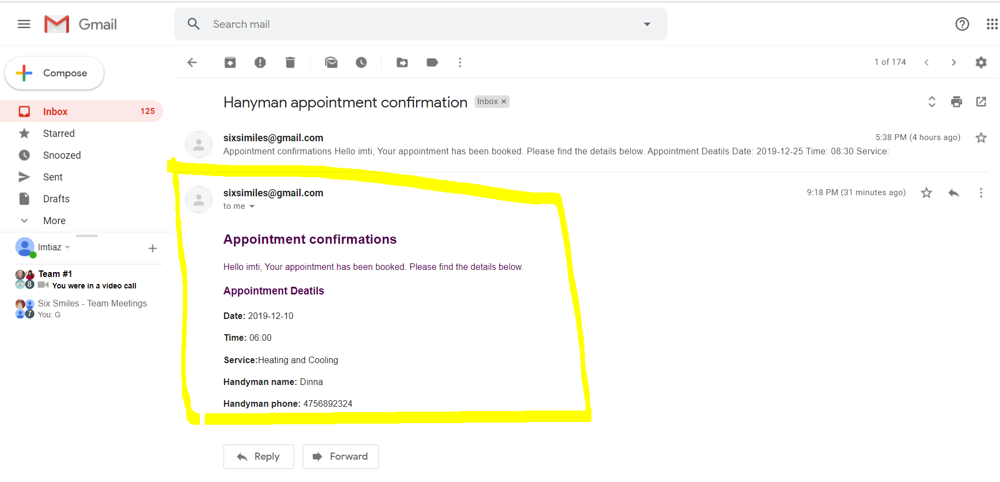 Gmail
Search mail
1 of 174
Compose
Hanyman appointment confirmation Inbox ×
Inbox 125
Starred
Snoozed
Sent
Drafts
More
Imtiaz
Team #1
8 You were in a video call
Six Smiles - Team Meetings
7 You: G
sixsimiles@gmail.com 5:38 PM (4 hours ago)
Appointment confirmations Hello imti, Your appointment has been booked. Please find the details below. Appointment Deatils Date: 2019-12-25 Time: 08:30 Service:
sixsimiles@gmail.com 9:18 PM (31 minutes ago)
to me
Appointment confirmations
Hello imti, Your appointment has been booked. Please find the details below.
Appointment Deatils
Date: 2019-12-10
Time: 06:00
Service:Heating and Cooling
Handyman name: Dinna
Handyman phone: 4756892324
Reply Forward